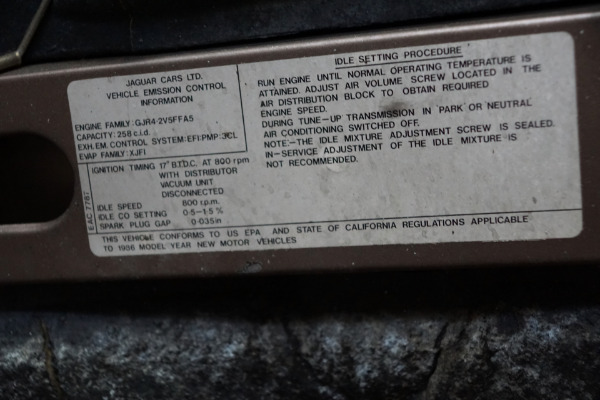 JAGUAR CARS LTD.
VEHICLE EMISSION CONTROL
INFORMATION
ENGINE FAMILY: GJR4·2V5FFA5
CAPACITY: 258 c.i.d.
EXH. EM. CONTROL SYSTEM: EFI:PMP:3CL
EVAP FAMILY: XJFI
IGNITION TIMING 17° B.T.D.C. AT 800 rpm
WITH DISTRIBUTOR
VACUUM UNIT
DISCONNECTED
IDLE SPEED 800 r.p.m.
IDLE CO SETTING 0·5-1·5 %
SPARK PLUG GAP 0·035in
EAC 7767
IDLE SETTING PROCEDURE
RUN ENGINE UNTIL NORMAL OPERATING TEMPERATURE IS
ATTAINED. ADJUST AIR VOLUME SCREW LOCATED IN THE
AIR DISTRIBUTION BLOCK TO OBTAIN REQUIRED
ENGINE SPEED.
DURING TUNE-UP TRANSMISSION IN 'PARK' OR NEUTRAL
AIR CONDITIONING SWITCHED OFF.
NOTE:-THE IDLE MIXTURE ADJUSTMENT SCREW IS SEALED.
IN-SERVICE ADJUSTMENT OF THE IDLE MIXTURE IS
NOT RECOMMENDED.
THIS VEHICLE CONFORMS TO US EPA AND STATE OF CALIFORNIA REGULATIONS APPLICABLE
TO 1986 MODEL YEAR NEW MOTOR VEHICLES